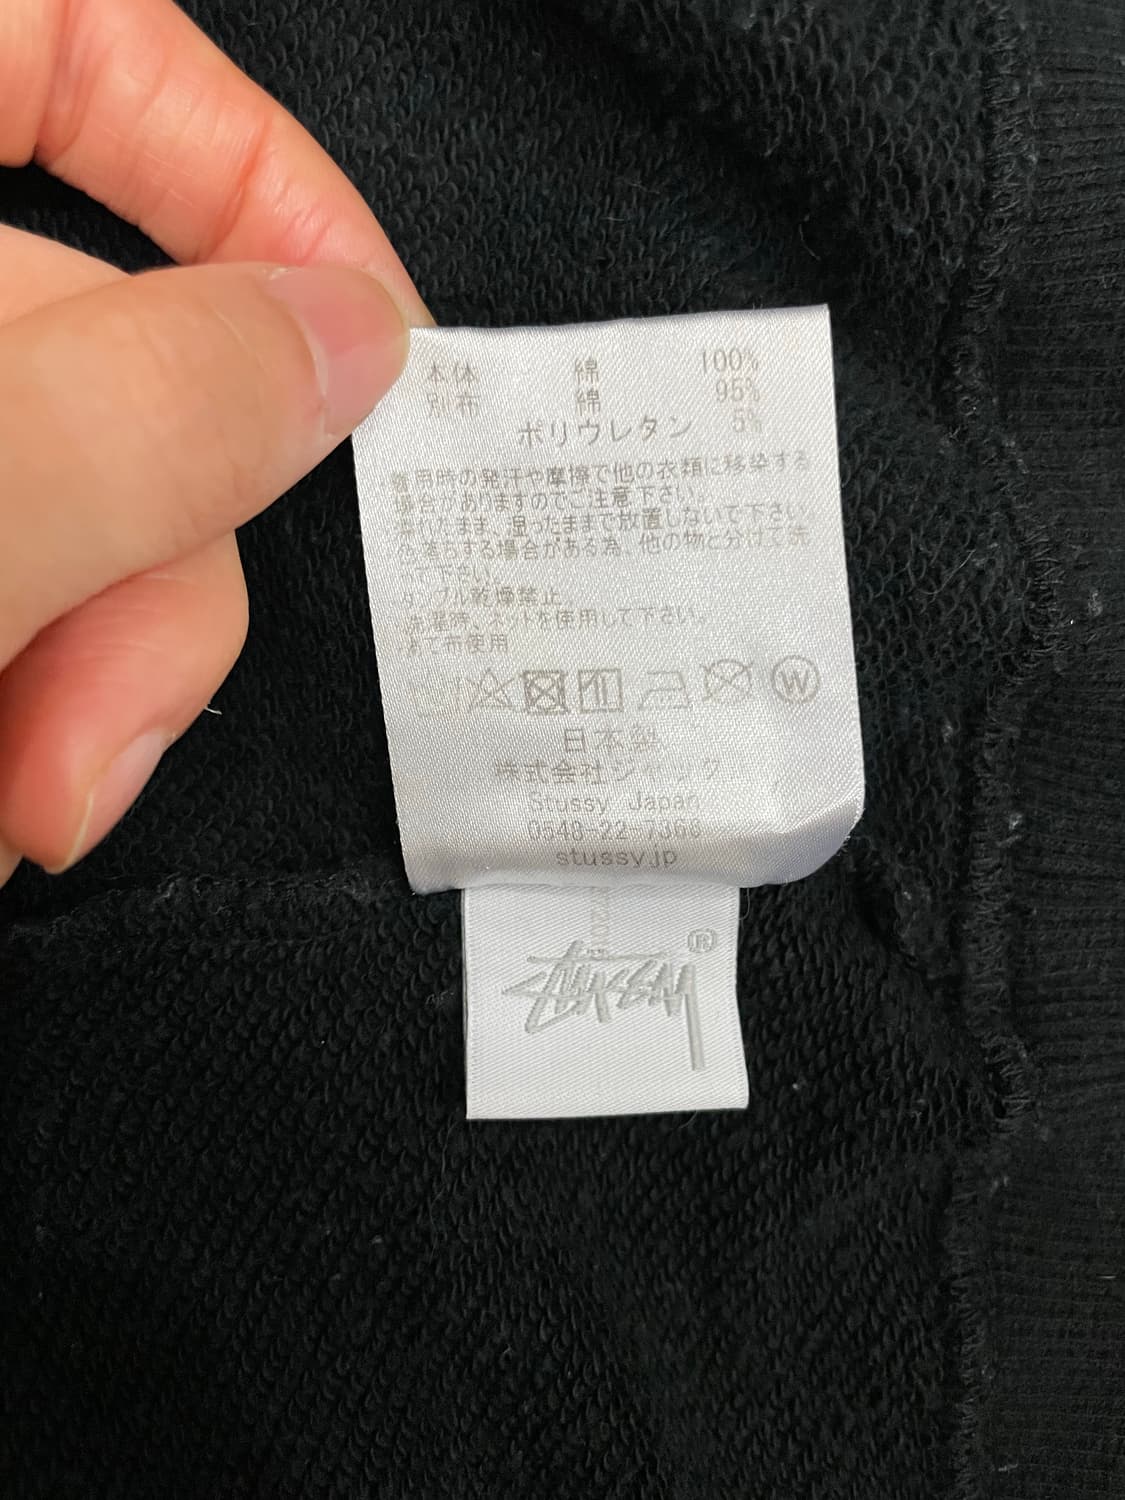 本体 綿 100%
別布 綿 95%
ポリウレタン 5%
着用時の発汗や摩擦で他の衣類に移染する
場合がありますのでご注意下さい。
濡れたまま、湿ったままで放置しないで下さい
色落ちする場合がある為、他の物と分けて洗
って下さい。
タンブル乾燥禁止
洗濯時、ネットを使用して下さい。
あて布使用
W
日本製
株式会社ジャック
Stussy Japan
0548-22-7366
stussy.jp
STÜSSY ®